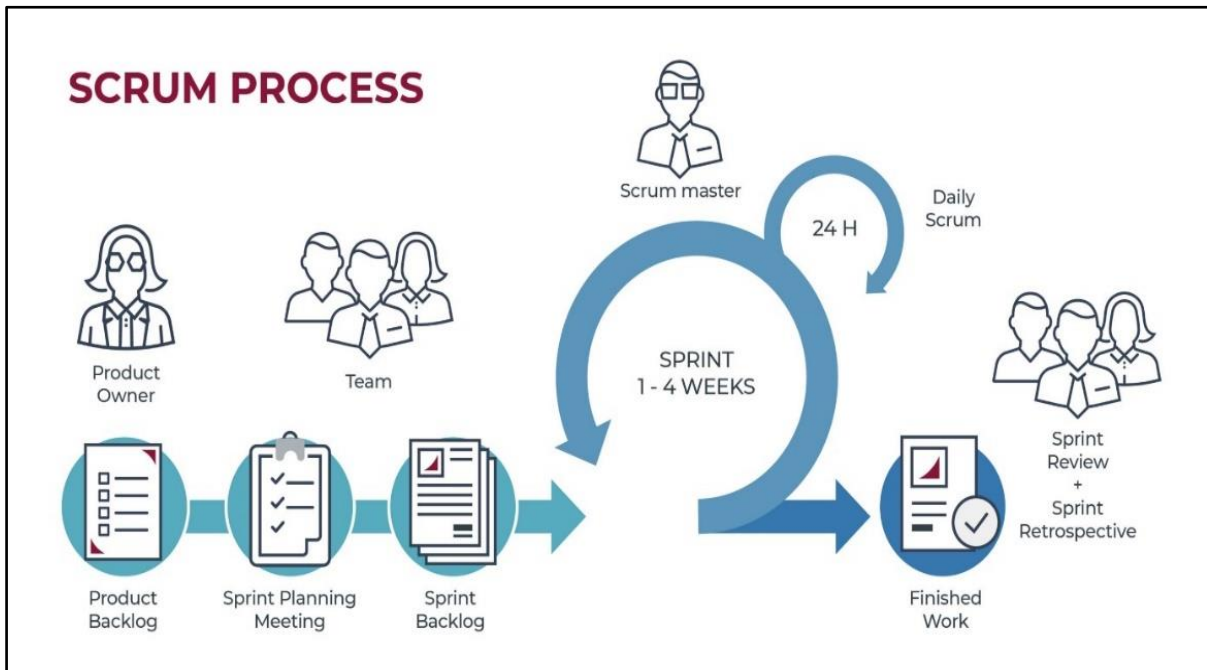 SCRUM PROCESS
Scrum master
24 H
Daily
Scrum
Product
Owner
Team
SPRINT
1 - 4 WEEKS
Sprint
Review
+
Sprint
Retrospective
Product
Backlog
Sprint Planning
Meeting
Sprint
Backlog
Finished
Work